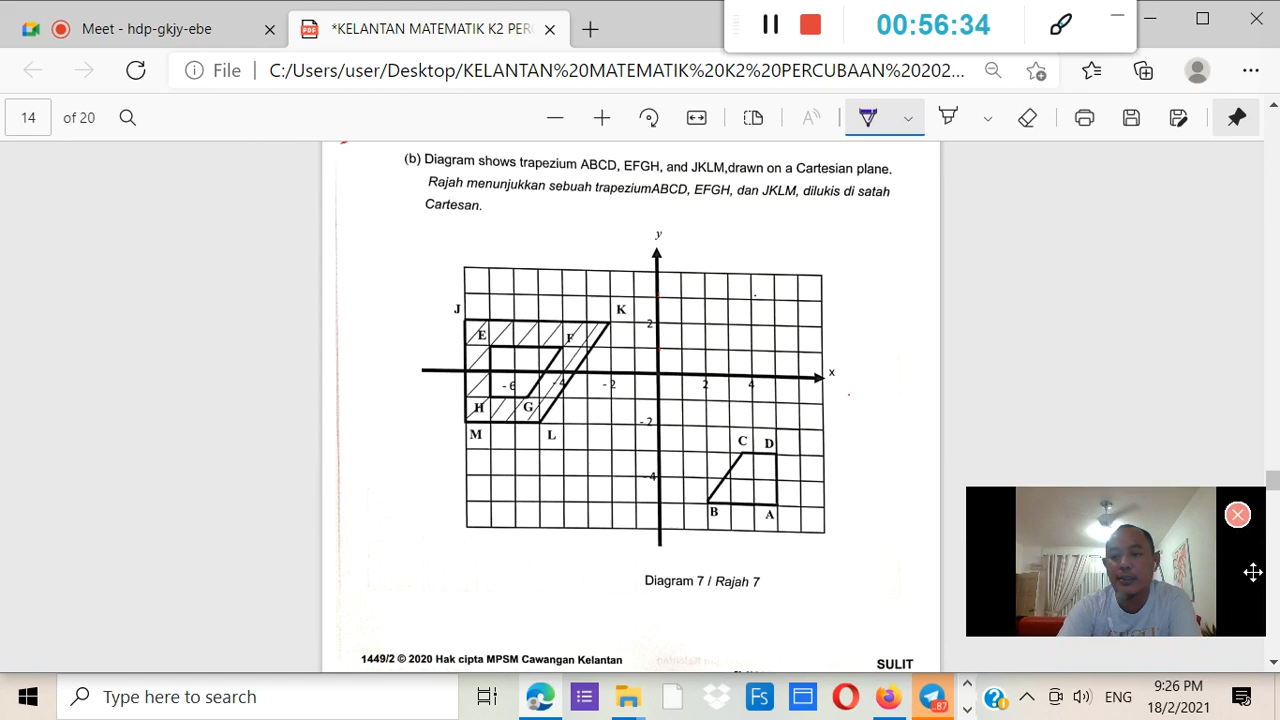 Meet - hdp-gkjy-ebe
*KELANTAN MATEMATIK K2 PER
00:56:34
File
C:/Users/user/Desktop/KELANTAN%20MATEMATIK%20K2%20PERCUBAAN%20202...
14 of 20
(b) Diagram shows trapezium ABCD, EFGH, and JKLM,drawn on a Cartesian plane.
Rajah menunjukkan sebuah trapeziumABCD, EFGH, dan JKLM, dilukis di satah
Cartesan.
y
J K
2
E F
x
- 6 - 4 - 2 2 4
H G
- 2
M L
C D
- 4
B A
Diagram 7 / Rajah 7
1449/2 © 2020 Hak cipta MPSM Cawangan Kelantan
SULIT
Type here to search
Fs
87
ENG
9:26 PM
18/2/2021
3